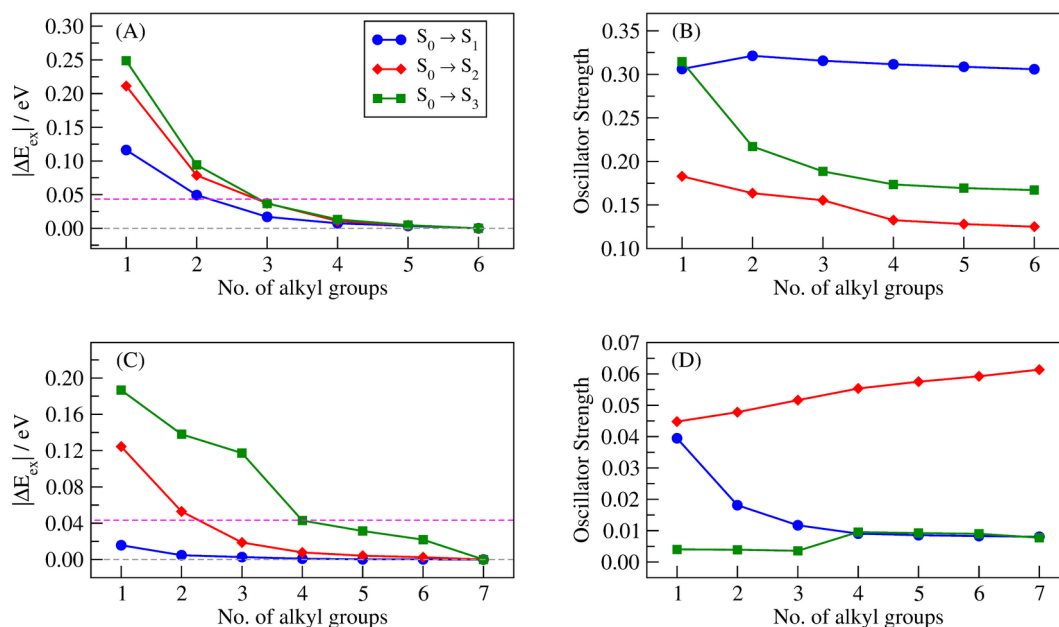 (A)
0.30
0.25
0.20
0.15
0.10
0.05
0.00
|ΔE_ex| / eV
1 2 3 4 5 6
No. of alkyl groups
S₀ → S₁
S₀ → S₂
S₀ → S₃
(B)
0.35
0.30
0.25
0.20
0.15
0.10
Oscillator Strength
1 2 3 4 5 6
No. of alkyl groups
(C)
0.20
0.16
0.12
0.08
0.04
0.00
|ΔE_ex| / eV
1 2 3 4 5 6 7
No. of alkyl groups
(D)
0.07
0.06
0.05
0.04
0.03
0.02
0.01
0.00
Oscillator Strength
1 2 3 4 5 6 7
No. of alkyl groups